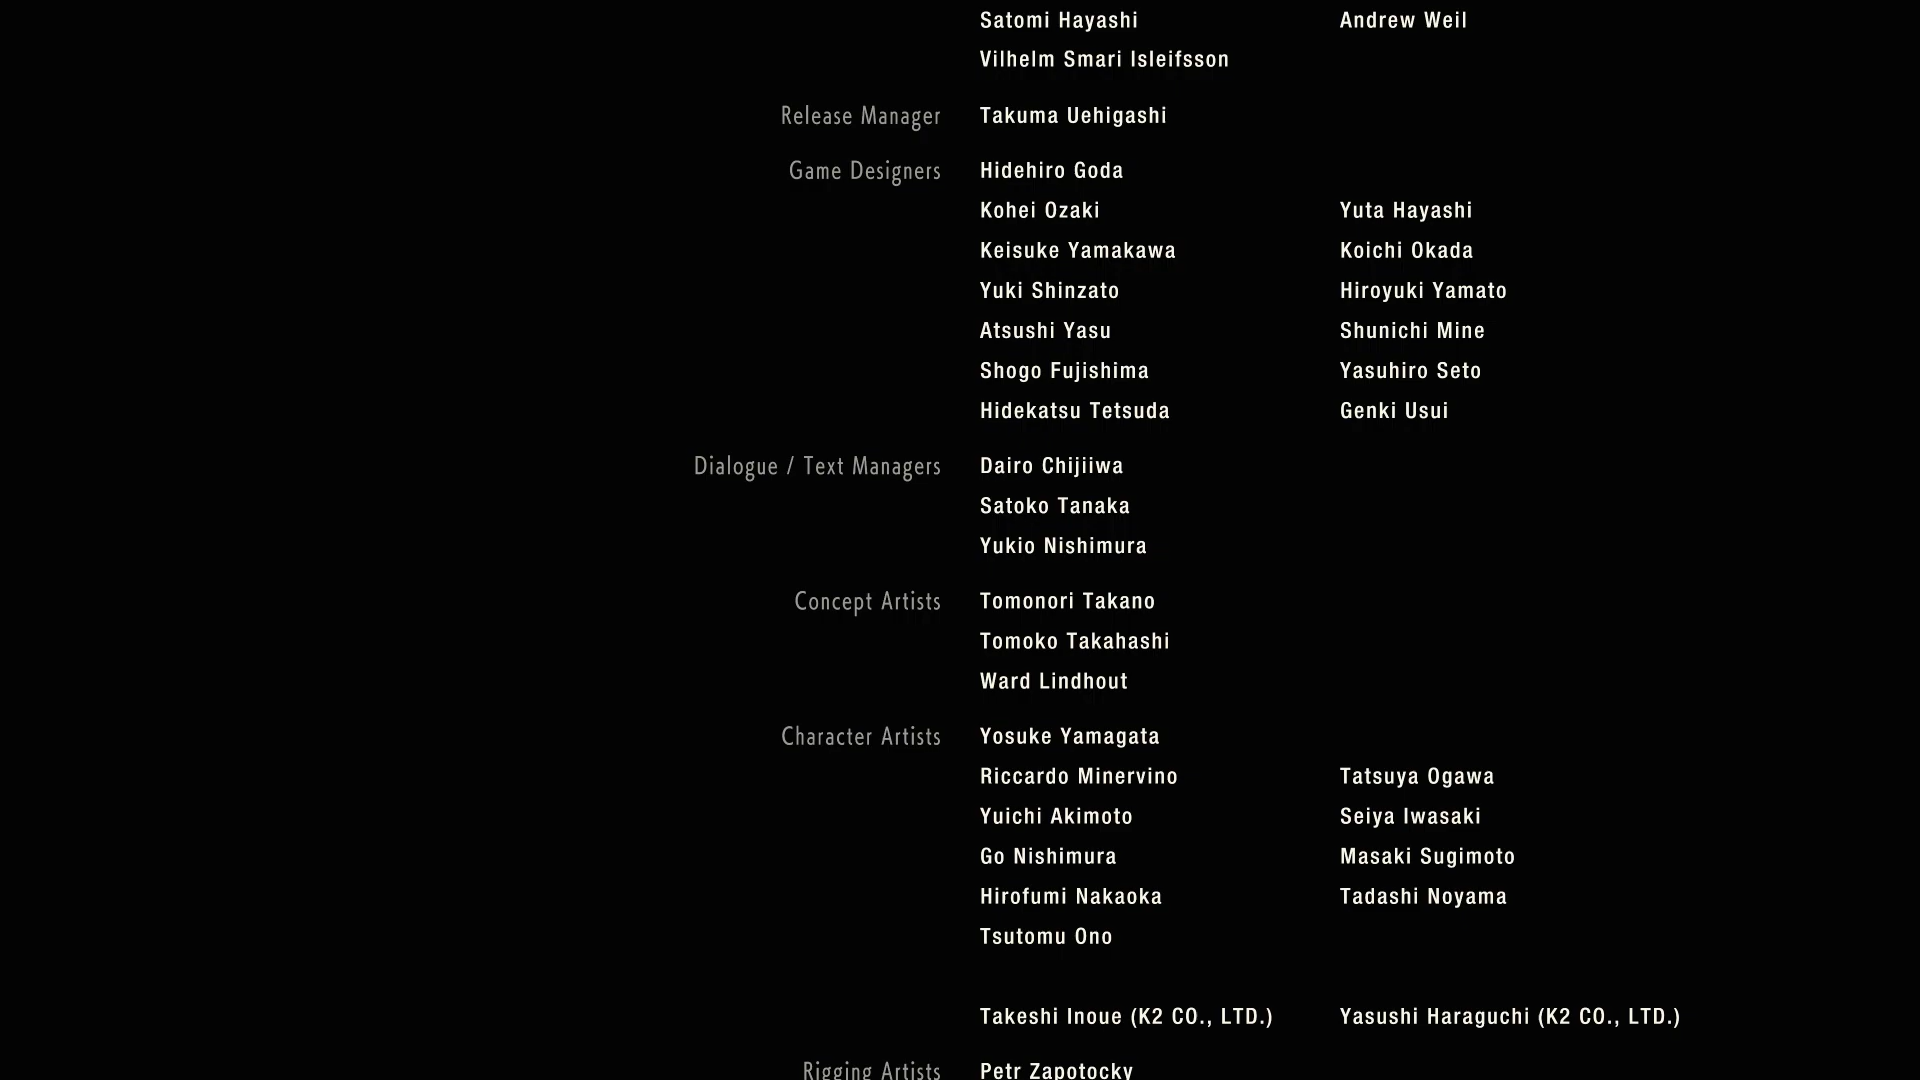 Satomi Hayashi Andrew Weil
Vilhelm Smari Isleifsson
Release Manager Takuma Uehigashi
Game Designers Hidehiro Goda
Kohei Ozaki Yuta Hayashi
Keisuke Yamakawa Koichi Okada
Yuki Shinzato Hiroyuki Yamato
Atsushi Yasu Shunichi Mine
Shogo Fujishima Yasuhiro Seto
Hidekatsu Tetsuda Genki Usui
Dialogue / Text Managers Dairo Chijiiwa
Satoko Tanaka
Yukio Nishimura
Concept Artists Tomonori Takano
Tomoko Takahashi
Ward Lindhout
Character Artists Yosuke Yamagata
Riccardo Minervino Tatsuya Ogawa
Yuichi Akimoto Seiya Iwasaki
Go Nishimura Masaki Sugimoto
Hirofumi Nakaoka Tadashi Noyama
Tsutomu Ono
Takeshi Inoue (K2 CO., LTD.) Yasushi Haraguchi (K2 CO., LTD.)
Rigging Artists Petr Zapotocky